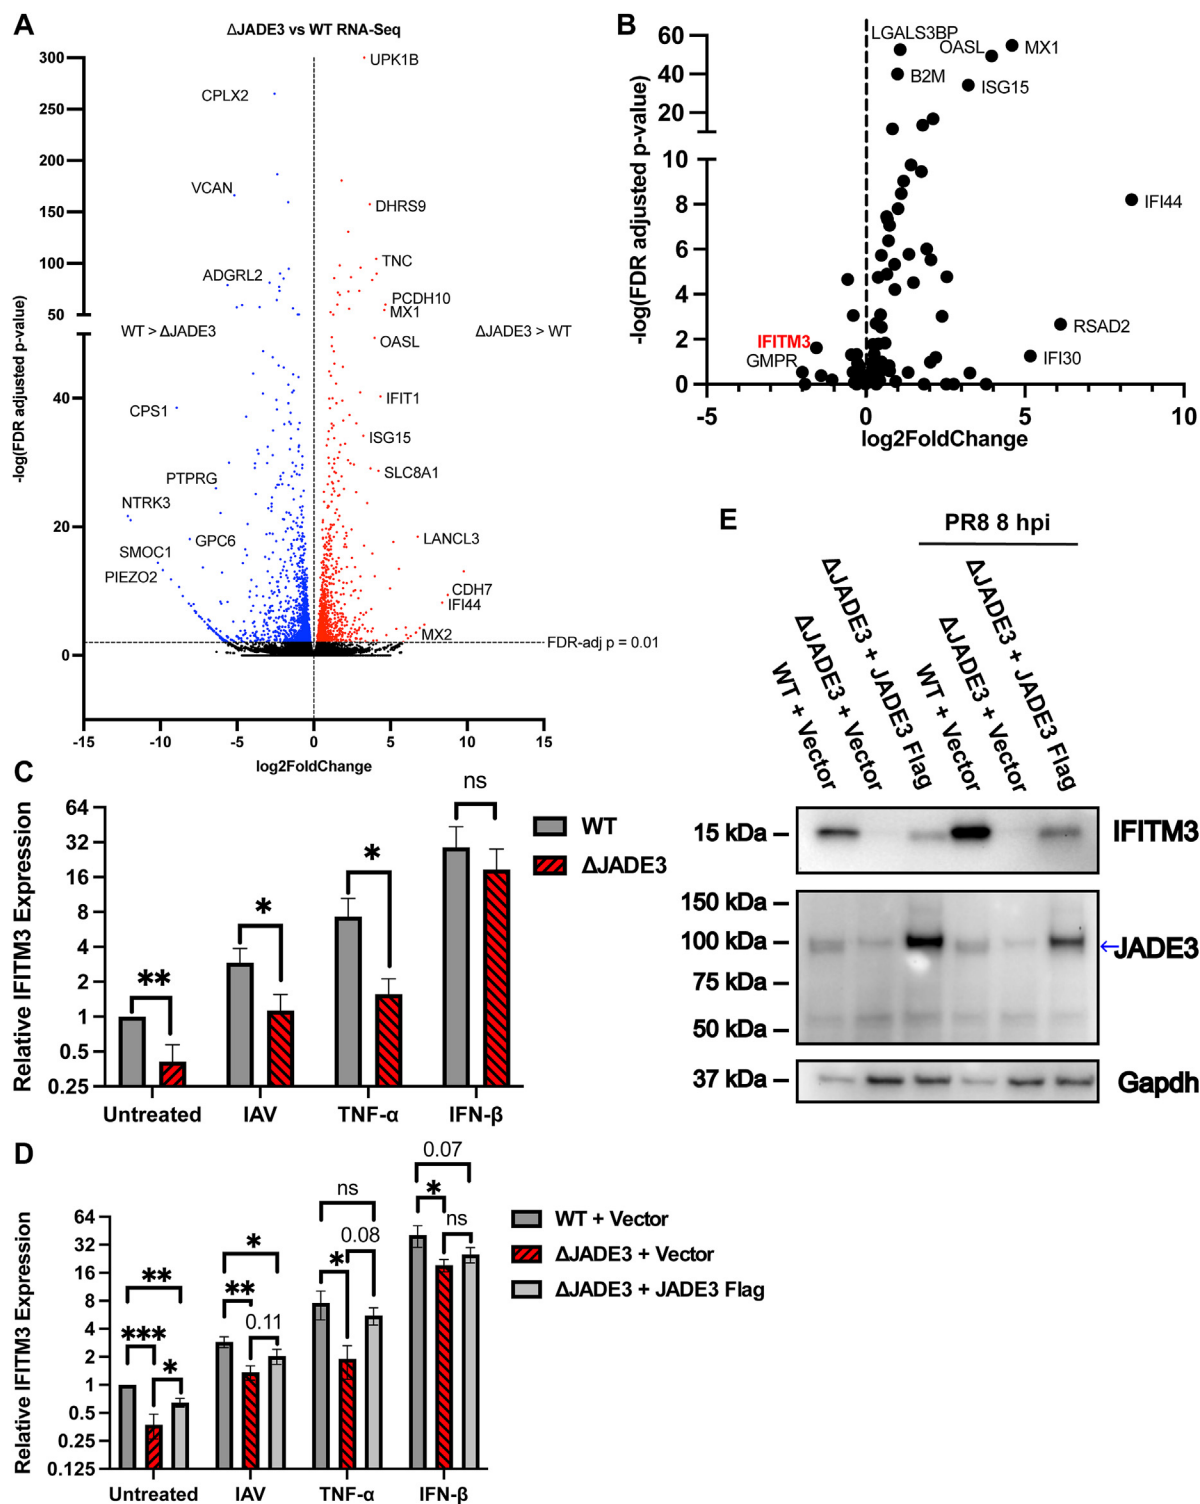 A
ΔJADE3 vs WT RNA-Seq
-log(FDR adjusted p-value)
300
250
200
150
100
50
40
20
0
UPK1B
CPLX2
VCAN
DHRS9
TNC
ADGRL2
PCDH10
MX1
WT > ΔJADE3
ΔJADE3 > WT
OASL
CPS1
IFIT1
ISG15
PTPRG
SLC8A1
NTRK3
GPC6
LANCL3
SMOC1
PIEZO2
CDH7
IFI44
MX2
FDR-adj p = 0.01
-15
-10
-5
0
5
10
15
log2FoldChange
B
-log(FDR adjusted p-value)
60
40
20
10
8
6
4
2
0
LGALS3BP
OASL
MX1
B2M
ISG15
IFI44
RSAD2
IFITM3
GMPR
IFI30
-5
0
5
10
log2FoldChange
C
Relative IFITM3 Expression
64
32
16
8
4
2
1
0.5
0.25
**
*
*
ns
WT
ΔJADE3
Untreated
IAV
TNF-α
IFN-β
D
Relative IFITM3 Expression
64
32
16
8
4
2
1
0.5
0.25
0.125
**
***
*
*
**
0.11
ns
*
0.08
0.07
*
ns
WT + Vector
ΔJADE3 + Vector
ΔJADE3 + JADE3 Flag
Untreated
IAV
TNF-α
IFN-β
E
PR8 8 hpi
WT + Vector
ΔJADE3 + Vector
ΔJADE3 + JADE3 Flag
WT + Vector
ΔJADE3 + Vector
ΔJADE3 + JADE3 Flag
15 kDa
IFITM3
150 kDa
100 kDa
75 kDa
50 kDa
←JADE3
37 kDa
Gapdh